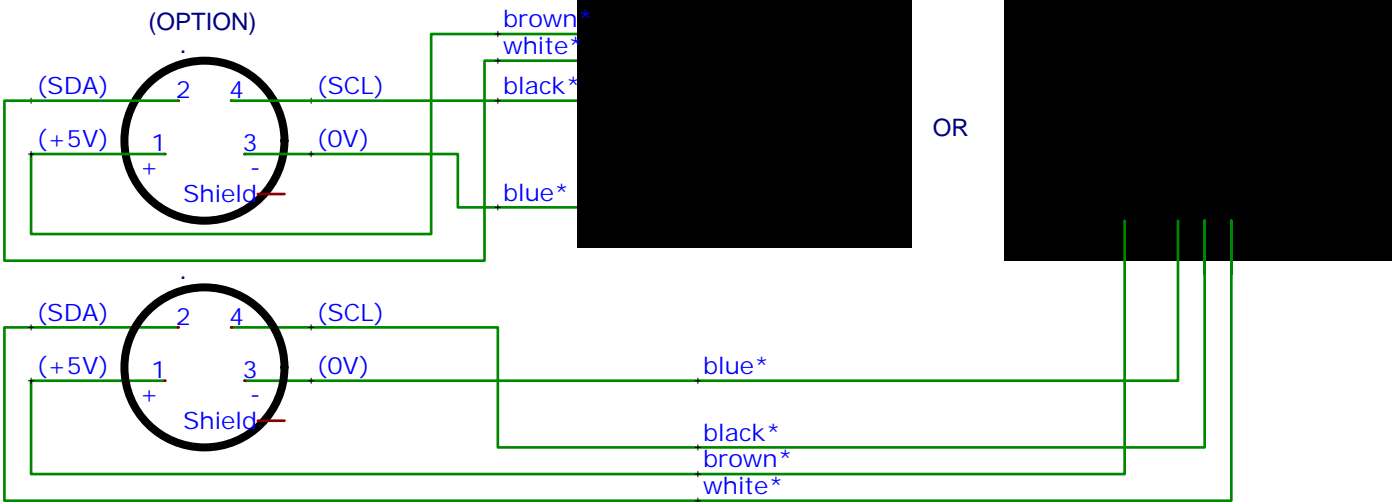 (OPTION)
brown*
white*
(SDA) 2 4 (SCL) black*
OR
(+5V) 1 3 (0V)
+ -
Shield
blue*
(SDA) 2 4 (SCL)
(+5V) 1 3 (0V) blue*
+ -
Shield
black*
brown*
white*